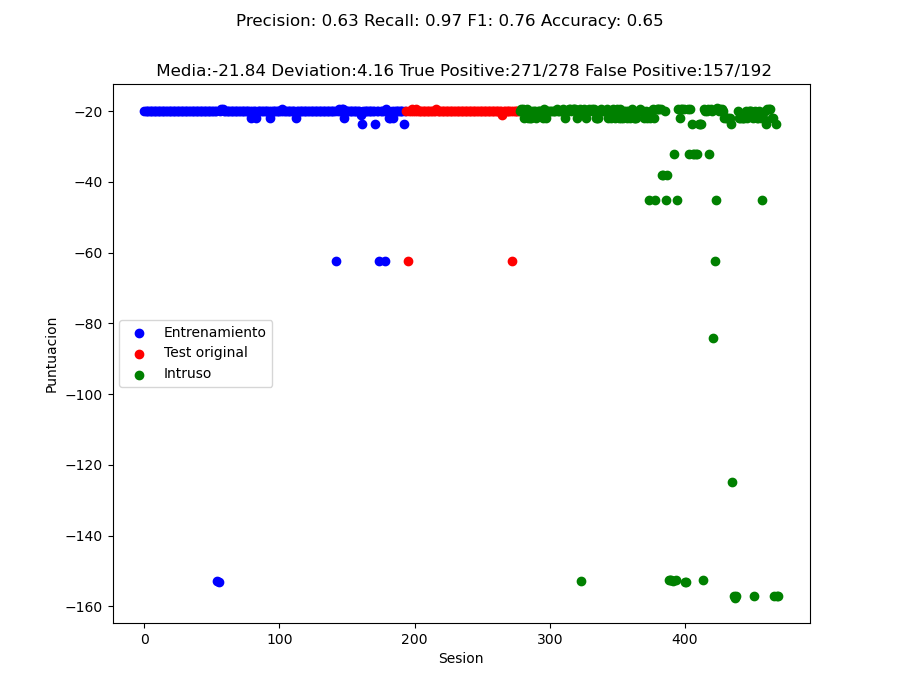 Precision: 0.63 Recall: 0.97 F1: 0.76 Accuracy: 0.65
Media:-21.84 Deviation:4.16 True Positive:271/278 False Positive:157/192
−20
−40
−60
−80
−100
−120
−140
−160
Puntuacion
Entrenamiento
Test original
Intruso
0 100 200 300 400
Sesion